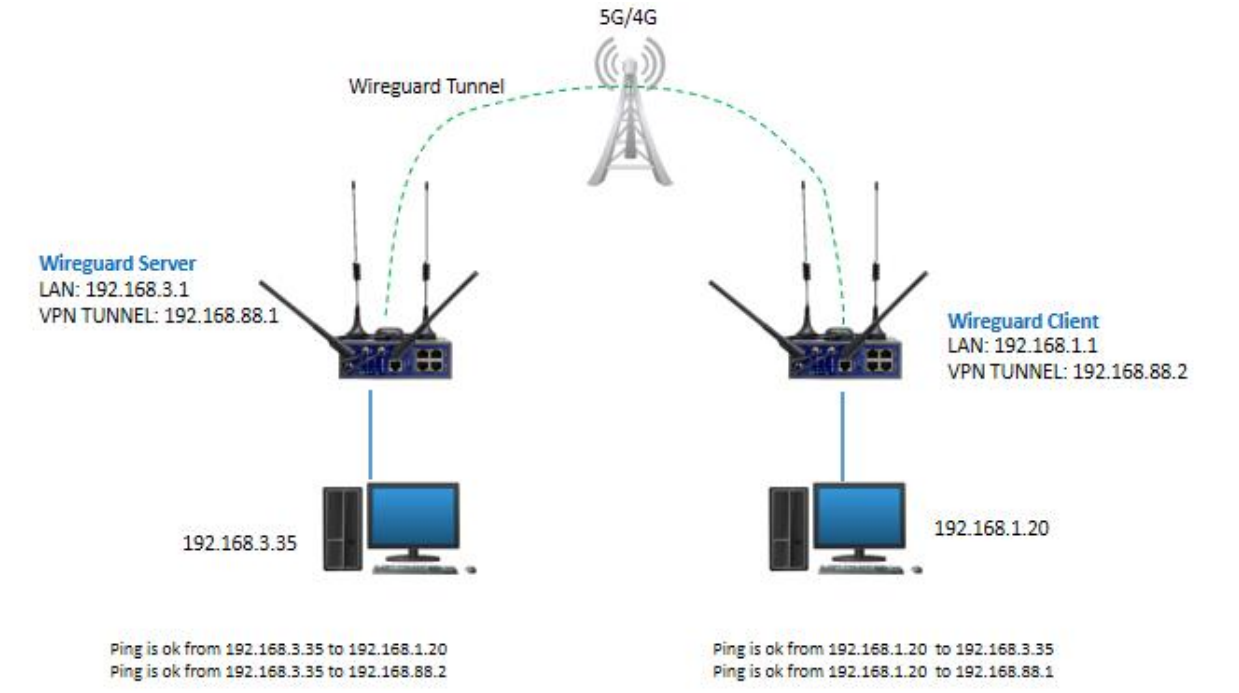 5G/4G
Wireguard Tunnel
Wireguard Server
LAN: 192.168.3.1
VPN TUNNEL: 192.168.88.1
Wireguard Client
LAN: 192.168.1.1
VPN TUNNEL: 192.168.88.2
192.168.3.35
192.168.1.20
Ping is ok from 192.168.3.35 to 192.168.1.20
Ping is ok from 192.168.3.35 to 192.168.88.2
Ping is ok from 192.168.1.20 to 192.168.3.35
Ping is ok from 192.168.1.20 to 192.168.88.1